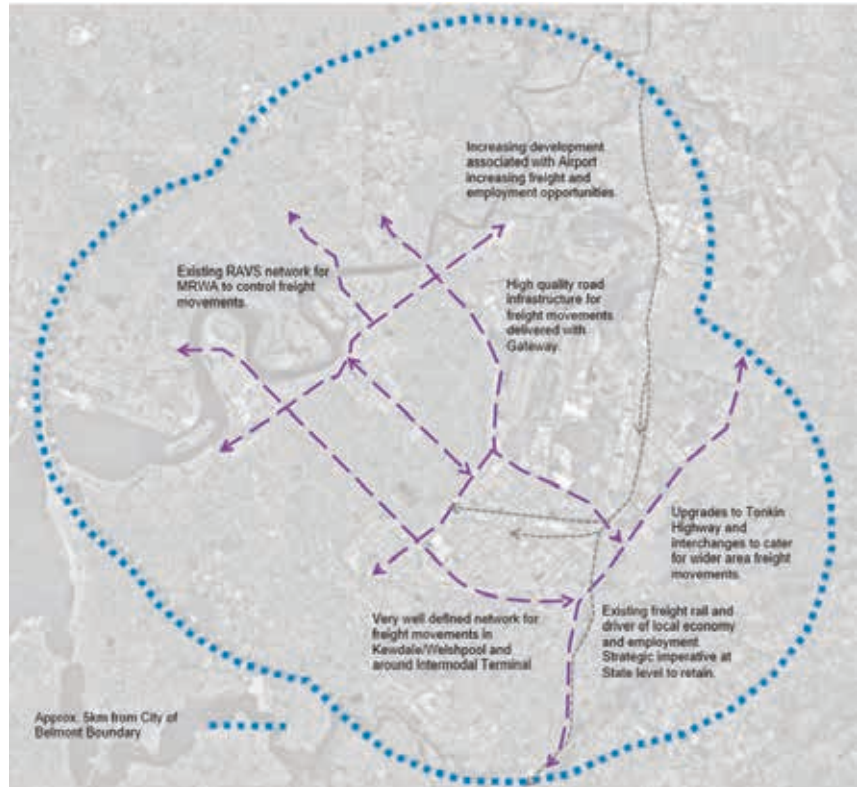 Increasing development
associated with Airport
increasing freight and
employment opportunities.
Existing RAVS network for
MRWA to control freight
movements.
High quality road
infrastructure for
freight movements
delivered with
Gateway.
Upgrades to Tonkin
Highway and
interchanges to cater
for wider area freight
movements.
Very well defined network for
freight movements in
Kewdale/Welshpool and
around Intermodal Terminal
Existing freight rail and
driver of local economy
and employment.
Strategic imperative at
State level to retain.
Approx. 5km from City of
Belmont Boundary